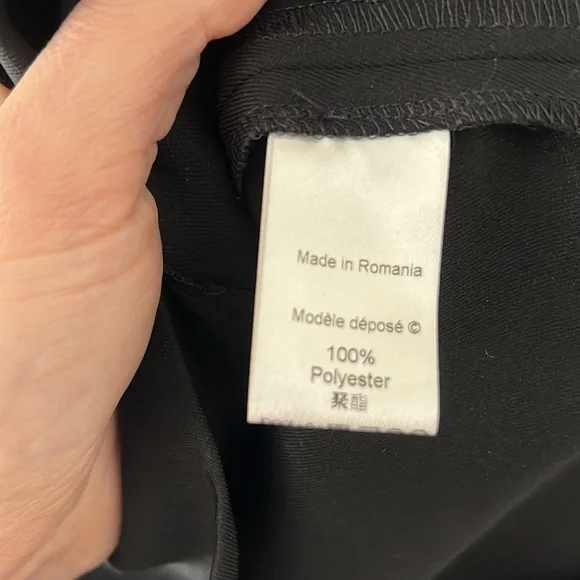 Made in Romania
Modèle déposé ©
100%
Polyester
聚酯